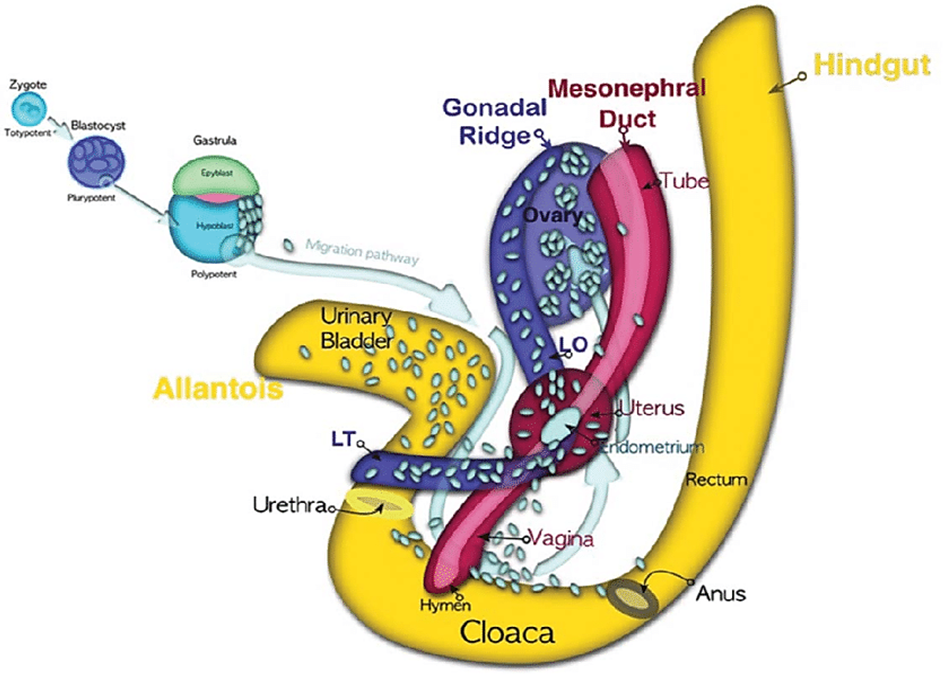 Zygote
Totypotent
Blastocyst
Plurypotent
Gastrula
Epyblast
Hypoblast
Polypotent
Migration pathway
Gonadal
Ridge
Mesonephral
Duct
Hindgut
Tube
Ovary
Urinary
Bladder
LO
Allantois
Uterus
LT
Endometrium
Rectum
Urethra
Vagina
Anus
Hymen
Cloaca